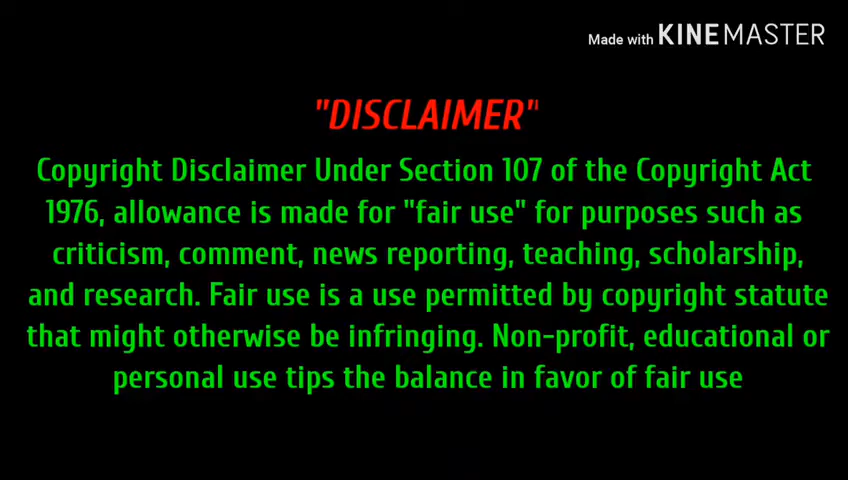 Made with KINEMASTER
"DISCLAIMER"
Copyright Disclaimer Under Section 107 of the Copyright Act
1976, allowance is made for "fair use" for purposes such as
criticism, comment, news reporting, teaching, scholarship,
and research. Fair use is a use permitted by copyright statute
that might otherwise be infringing. Non-profit, educational or
personal use tips the balance in favor of fair use